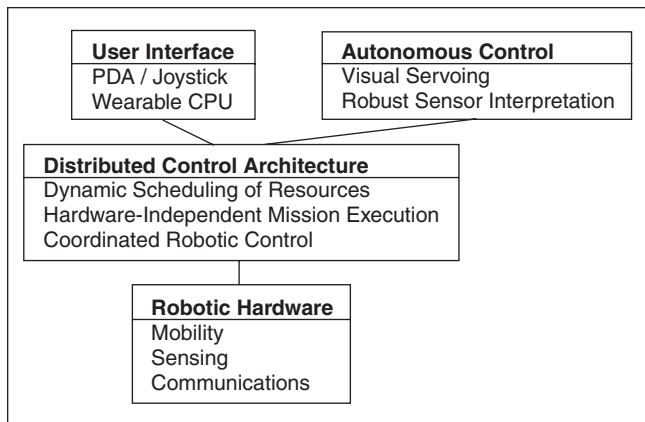 User Interface
PDA / Joystick
Wearable CPU
Autonomous Control
Visual Servoing
Robust Sensor Interpretation
Distributed Control Architecture
Dynamic Scheduling of Resources
Hardware-Independent Mission Execution
Coordinated Robotic Control
Robotic Hardware
Mobility
Sensing
Communications